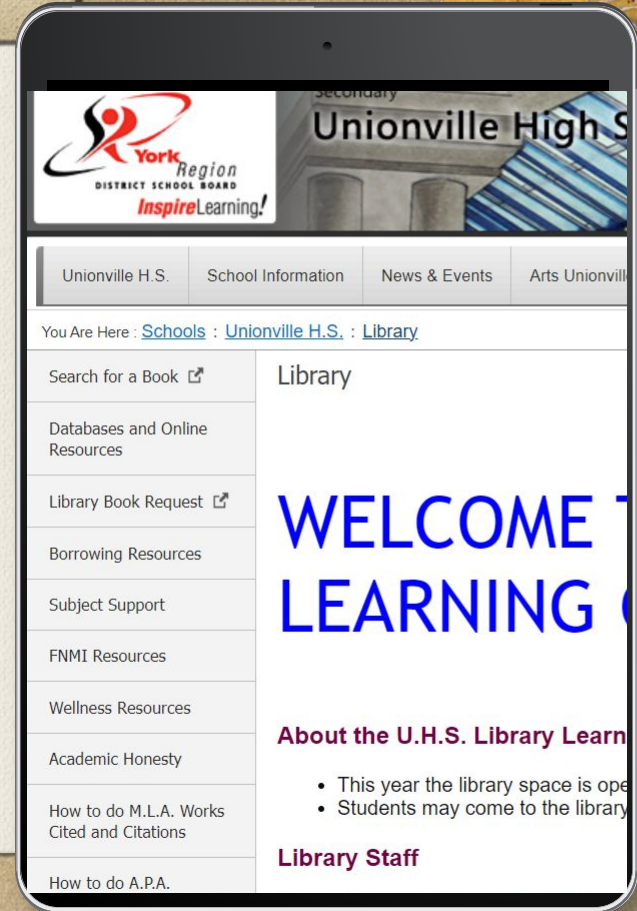 York
Region
DISTRICT SCHOOL BOARD
InspireLearning!
Secondary
Unionville High S
Unionville H.S.
School Information
News & Events
Arts Unionville
You Are Here : Schools : Unionville H.S. : Library
Search for a Book
Databases and Online
Resources
Library Book Request
Borrowing Resources
Subject Support
FNMI Resources
Wellness Resources
Academic Honesty
How to do M.L.A. Works
Cited and Citations
How to do A.P.A.
Library
WELCOME T
LEARNING
About the U.H.S. Library Learn
This year the library space is ope
Students may come to the library
Library Staff